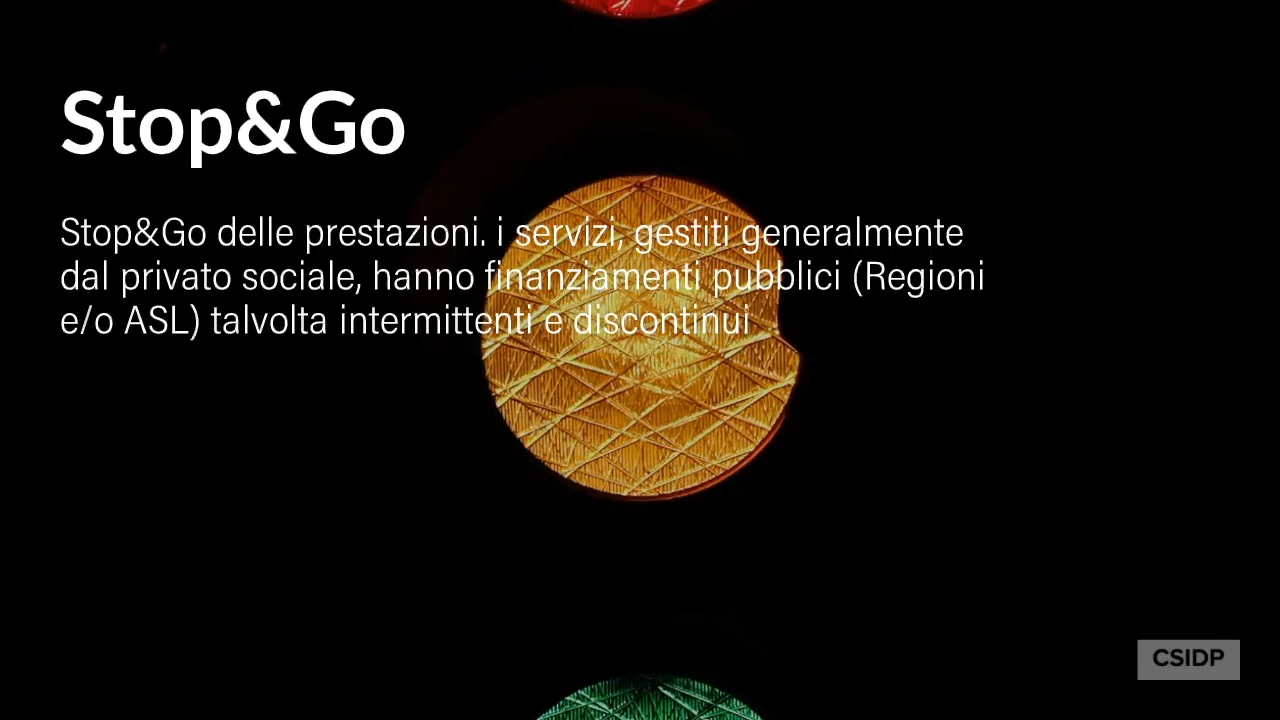 Stop&Go
Stop&Go delle prestazioni. i servizi, gestiti generalmente
dal privato sociale, hanno finanziamenti pubblici (Regioni
e/o ASL) talvolta intermittenti e discontinui
CSIDP